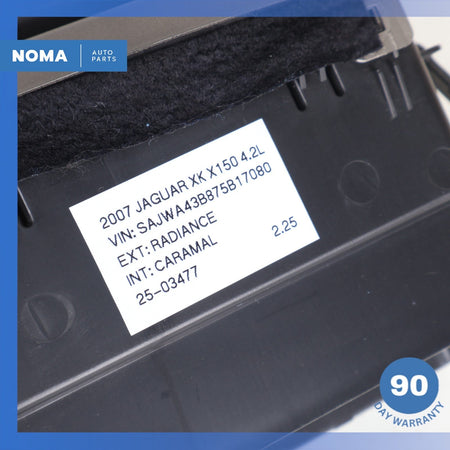 NOMA
AUTO
PARTS
2007 JAGUAR XK X150 4.2L
VIN: SAJWA43B875B17080
EXT: RADIANCE
INT: CARAMAL 2.25
25-03477
90
DAY WARRANTY